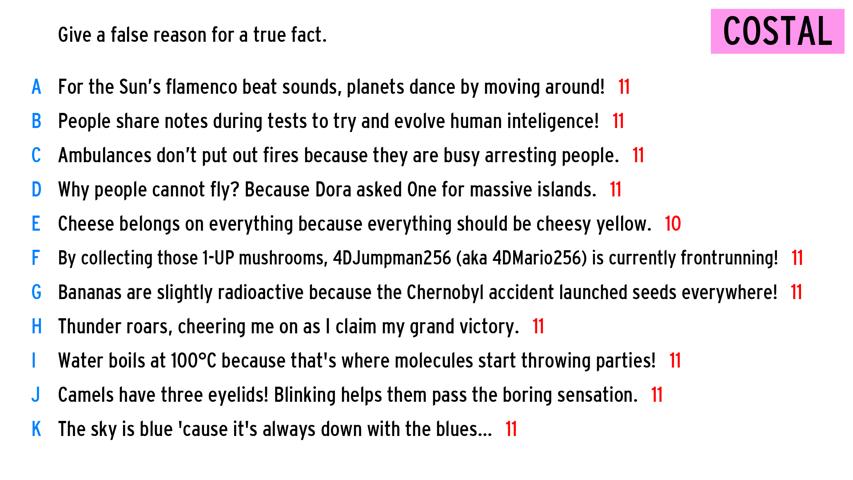 Give a false reason for a true fact.
COSTAL
A For the Sun's flamenco beat sounds, planets dance by moving around! 11
B People share notes during tests to try and evolve human inteligence! 11
C Ambulances don't put out fires because they are busy arresting people. 11
D Why people cannot fly? Because Dora asked One for massive islands. 11
E Cheese belongs on everything because everything should be cheesy yellow. 10
F By collecting those 1-UP mushrooms, 4DJumpman256 (aka 4DMario256) is currently frontrunning! 11
G Bananas are slightly radioactive because the Chernobyl accident launched seeds everywhere! 11
H Thunder roars, cheering me on as I claim my grand victory. 11
I Water boils at 100°C because that's where molecules start throwing parties! 11
J Camels have three eyelids! Blinking helps them pass the boring sensation. 11
K The sky is blue 'cause it's always down with the blues... 11